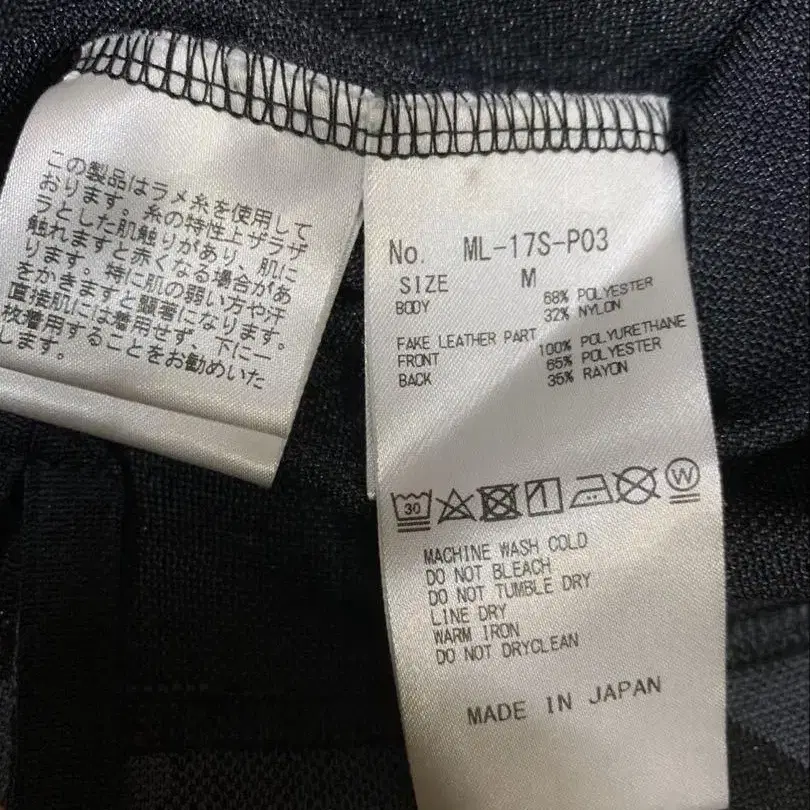 この製品はラメ糸を使用して
おります。糸の特性上ザラザ
ラとした肌触りがあり、肌に
触れますと赤くなる場合があ
ります。特に肌の弱い方や汗
をかきますと顕著になります。
直接肌には着用せず、下に一
枚着用することをお勧めいた
します。
No. ML-17S-P03
SIZE M
BODY 68% POLYESTER
32% NYLON
FAKE LEATHER PART
FRONT 100% POLYURETHANE
BACK 65% POLYESTER
35% RAYON
30
W
MACHINE WASH COLD
DO NOT BLEACH
DO NOT TUMBLE DRY
LINE DRY
WARM IRON
DO NOT DRYCLEAN
MADE IN JAPAN